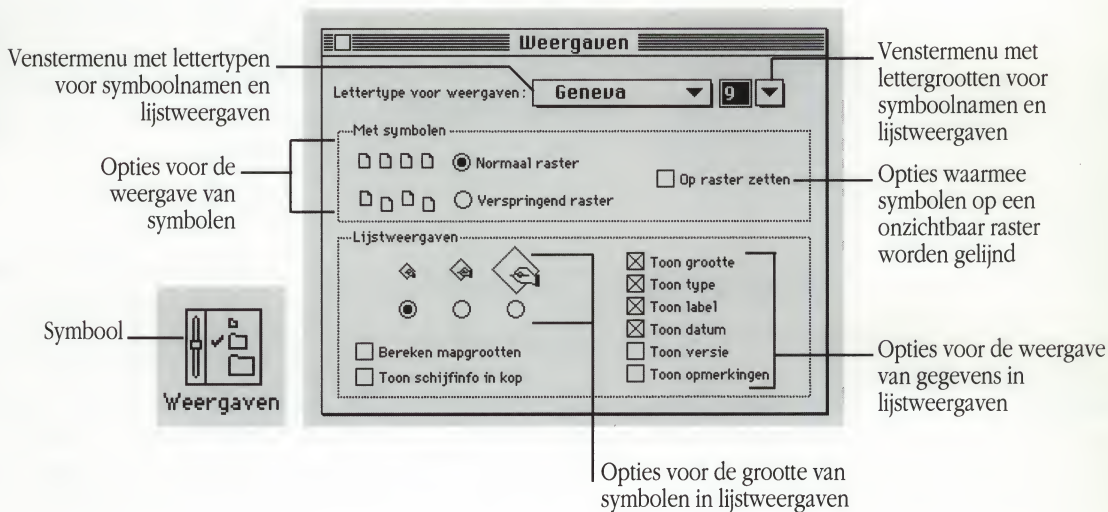 Venstermenu met lettertypen
voor symboolnamen en
lijstweergaven
Opties voor de
weergave van
symbolen
Symbool
Weergaven
Weergaven
Lettertype voor weergaven:
Geneva
9
Met symbolen
Normaal raster
Verspringend raster
Op raster zetten
Lijstweergaven
Bereken mapgrootten
Toon schijfinfo in kop
Toon grootte
Toon type
Toon label
Toon datum
Toon versie
Toon opmerkingen
Venstermenu met
lettergrootten voor
symboolnamen en
lijstweergaven
Opties waarmee
symbolen op een
onzichtbaar raster
worden gelijnd
Opties voor de weergave
van gegevens in
lijstweergaven
Opties voor de grootte van
symbolen in lijstweergaven